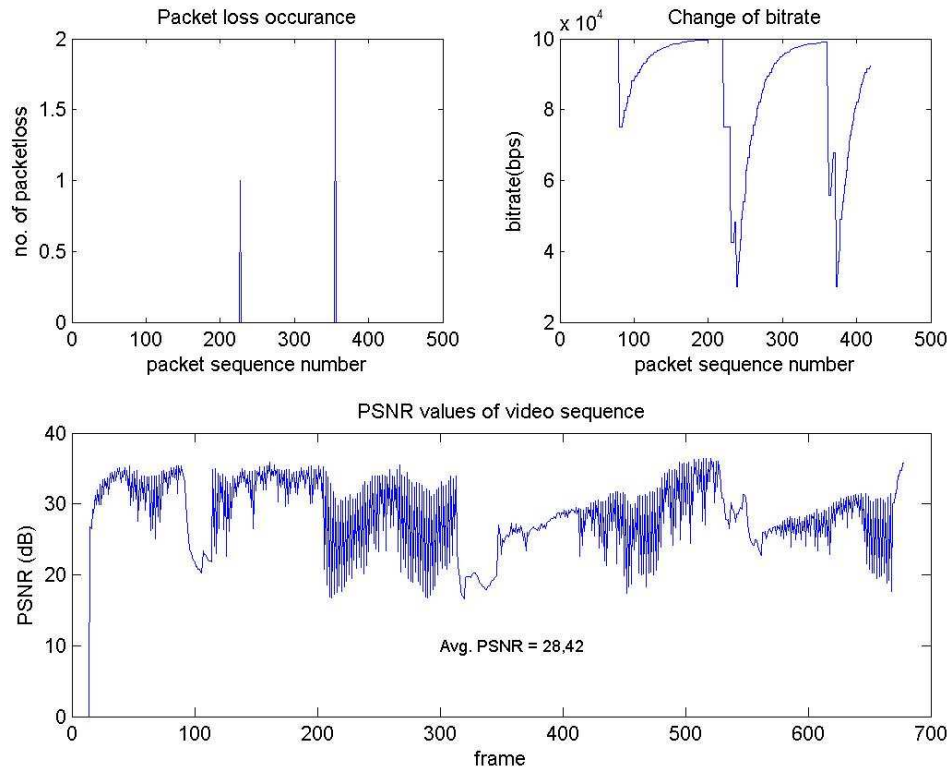 Packet loss occurance
2
1.5
1
0.5
0
no. of packetloss
0 100 200 300 400 500
packet sequence number
Change of bitrate
x 10^4
10
8
6
4
2
bitrate(bps)
0 100 200 300 400 500
packet sequence number
PSNR values of video sequence
40
30
20
10
0
PSNR (dB)
Avg. PSNR = 28,42
0 100 200 300 400 500 600 700
frame